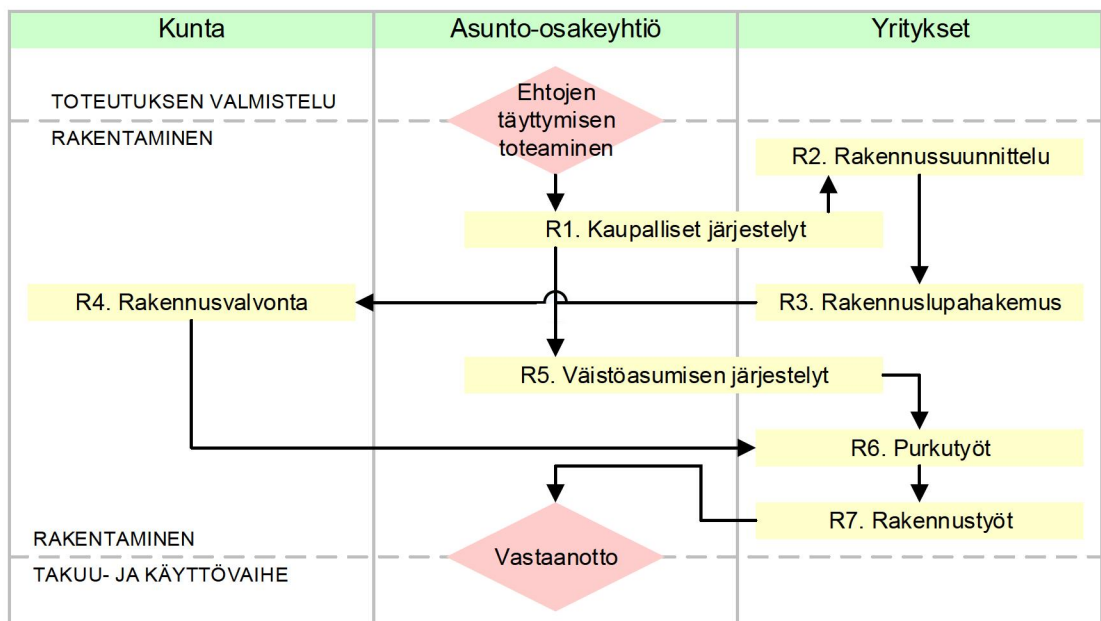 Kunta
Asunto-osakeyhtiö
Yritykset
TOTEUTUKSEN VALMISTELU
Ehtojen
täyttymisen
toteaminen
RAKENTAMINEN
R2. Rakennussuunnittelu
R1. Kaupalliset järjestelyt
R4. Rakennusvalvonta
R3. Rakennuslupahakemus
R5. Väistöasumisen järjestelyt
R6. Purkutyöt
R7. Rakennustyöt
RAKENTAMINEN
Vastaanotto
TAKUU- JA KÄYTTÖVAIHE